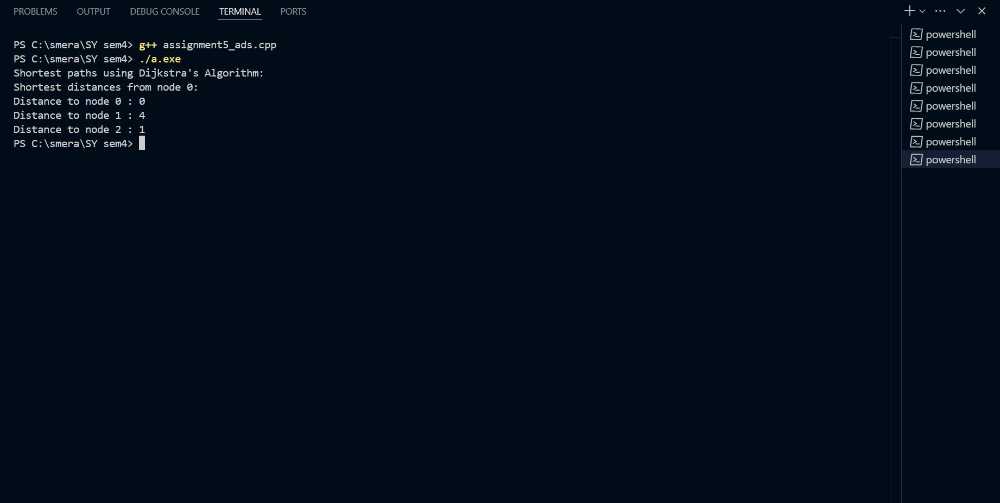 PROBLEMS OUTPUT DEBUG CONSOLE TERMINAL PORTS
PS C:\smera\SY sem4> g++ assignment5_ads.cpp
PS C:\smera\SY sem4> ./a.exe
Shortest paths using Dijkstra's Algorithm:
Shortest distances from node 0:
Distance to node 0 : 0
Distance to node 1 : 4
Distance to node 2 : 1
PS C:\smera\SY sem4>
powershell
powershell
powershell
powershell
powershell
powershell
powershell
powershell